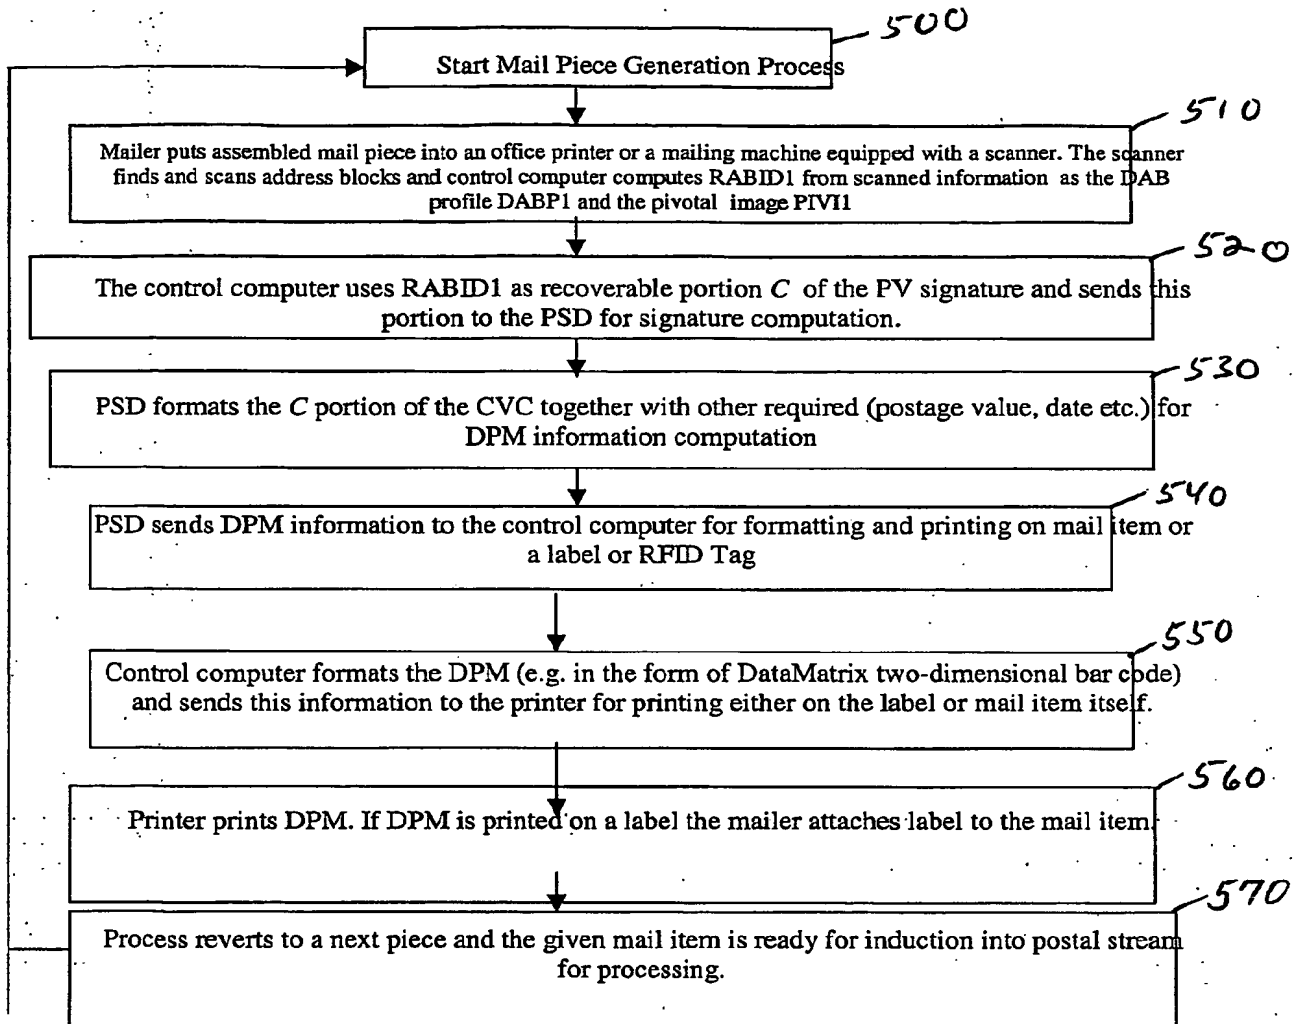 500
Start Mail Piece Generation Process
510
Mailer puts assembled mail piece into an office printer or a mailing machine equipped with a scanner. The scanner
finds and scans address blocks and control computer computes RABID1 from scanned information as the DAB
profile DABP1 and the pivotal image PIVI1
520
The control computer uses RABID1 as recoverable portion C of the PV signature and sends this
portion to the PSD for signature computation.
530
PSD formats the C portion of the CVC together with other required (postage value, date etc.) for
DPM information computation
540
PSD sends DPM information to the control computer for formatting and printing on mail item or
a label or RFID Tag
550
Control computer formats the DPM (e.g. in the form of DataMatrix two-dimensional bar code)
and sends this information to the printer for printing either on the label or mail item itself.
560
Printer prints DPM. If DPM is printed on a label the mailer attaches label to the mail item.
570
Process reverts to a next piece and the given mail item is ready for induction into postal stream
for processing.